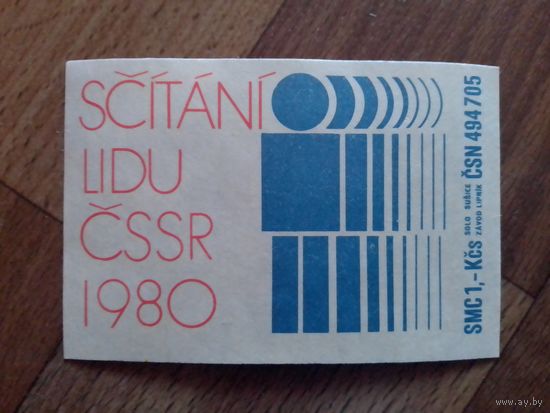 SČÍTÁNÍ
LIDU
ČSSR
1980
SMC 1,- Kčs SOLO SUŠICE ČSN 494705
ZÁVOD LIPNÍK
www.ay.by